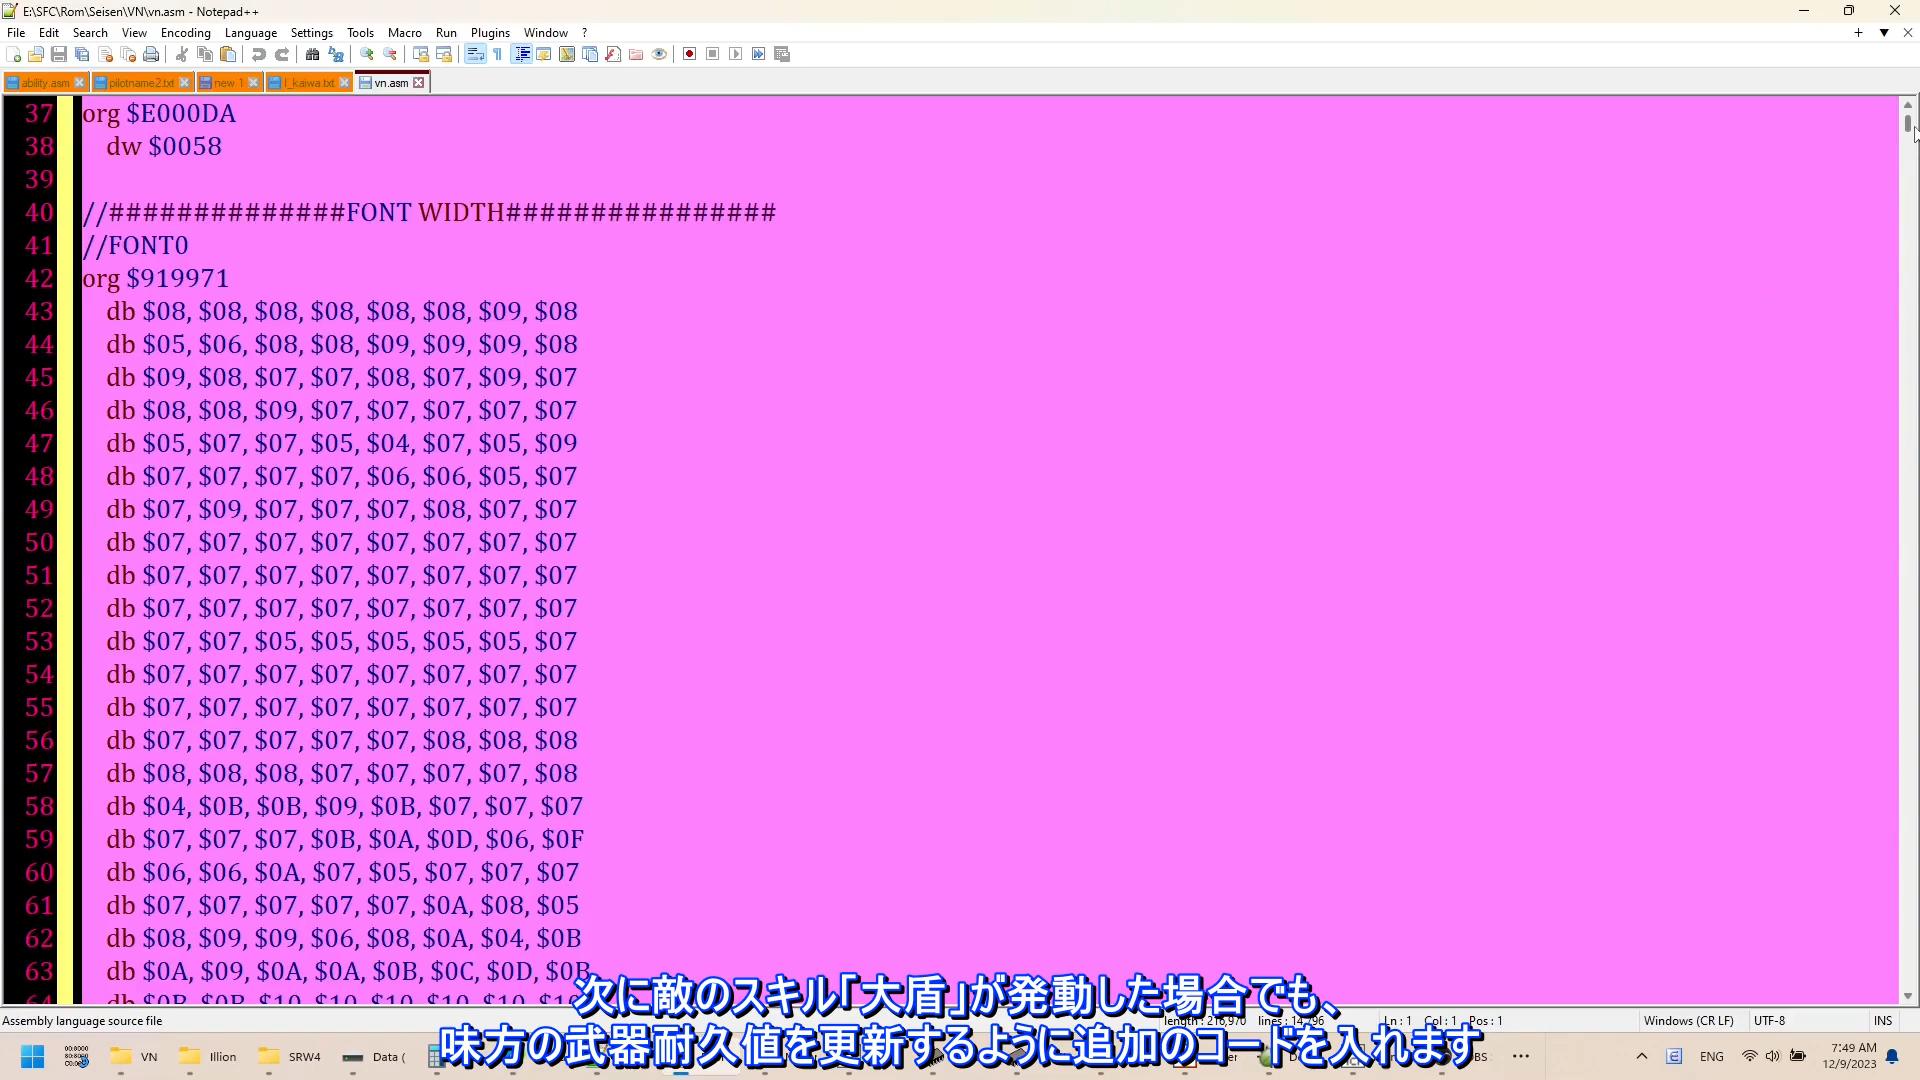 E:\SFC\Rom\Seisen\VN\vn.asm - Notepad++
File Edit Search View Encoding Language Settings Tools Macro Run Plugins Window ?
ability.asm pilotname2.txt new 1 l_kaiwa.txt vn.asm
37 org $E000DA
38 dw $0058
39
40 //##############FONT WIDTH################
41 //FONT0
42 org $919971
43 db $08, $08, $08, $08, $08, $08, $09, $08
44 db $05, $06, $08, $08, $09, $09, $09, $08
45 db $09, $08, $07, $07, $08, $07, $09, $07
46 db $08, $08, $09, $07, $07, $07, $07, $07
47 db $05, $07, $07, $05, $04, $07, $05, $09
48 db $07, $07, $07, $07, $06, $06, $05, $07
49 db $07, $09, $07, $07, $07, $08, $07, $07
50 db $07, $07, $07, $07, $07, $07, $07, $07
51 db $07, $07, $07, $07, $07, $07, $07, $07
52 db $07, $07, $07, $07, $07, $07, $07, $07
53 db $07, $07, $05, $05, $05, $05, $05, $07
54 db $07, $07, $07, $07, $07, $07, $07, $07
55 db $07, $07, $07, $07, $07, $07, $07, $07
56 db $07, $07, $07, $07, $07, $08, $08, $08
57 db $08, $08, $08, $07, $07, $07, $07, $08
58 db $04, $0B, $0B, $09, $0B, $07, $07, $07
59 db $07, $07, $07, $0B, $0A, $0D, $06, $0F
60 db $06, $06, $0A, $07, $05, $07, $07, $07
61 db $07, $07, $07, $07, $07, $0A, $08, $05
62 db $08, $09, $09, $06, $08, $0A, $04, $0B
63 db $0A, $09, $0A, $0A, $0B, $0C, $0D, $0B
次に敵のスキル「大盾」が発動した場合でも、
味方の武器耐久値を更新するように追加のコードを入れます
Assembly language source file length : 216,970 lines : 14,796 Ln : 1 Col : 1 Pos : 1 Windows (CR LF) UTF-8 INS
VN Illion SRW4 Data ( ENG 7:49 AM
12/9/2023